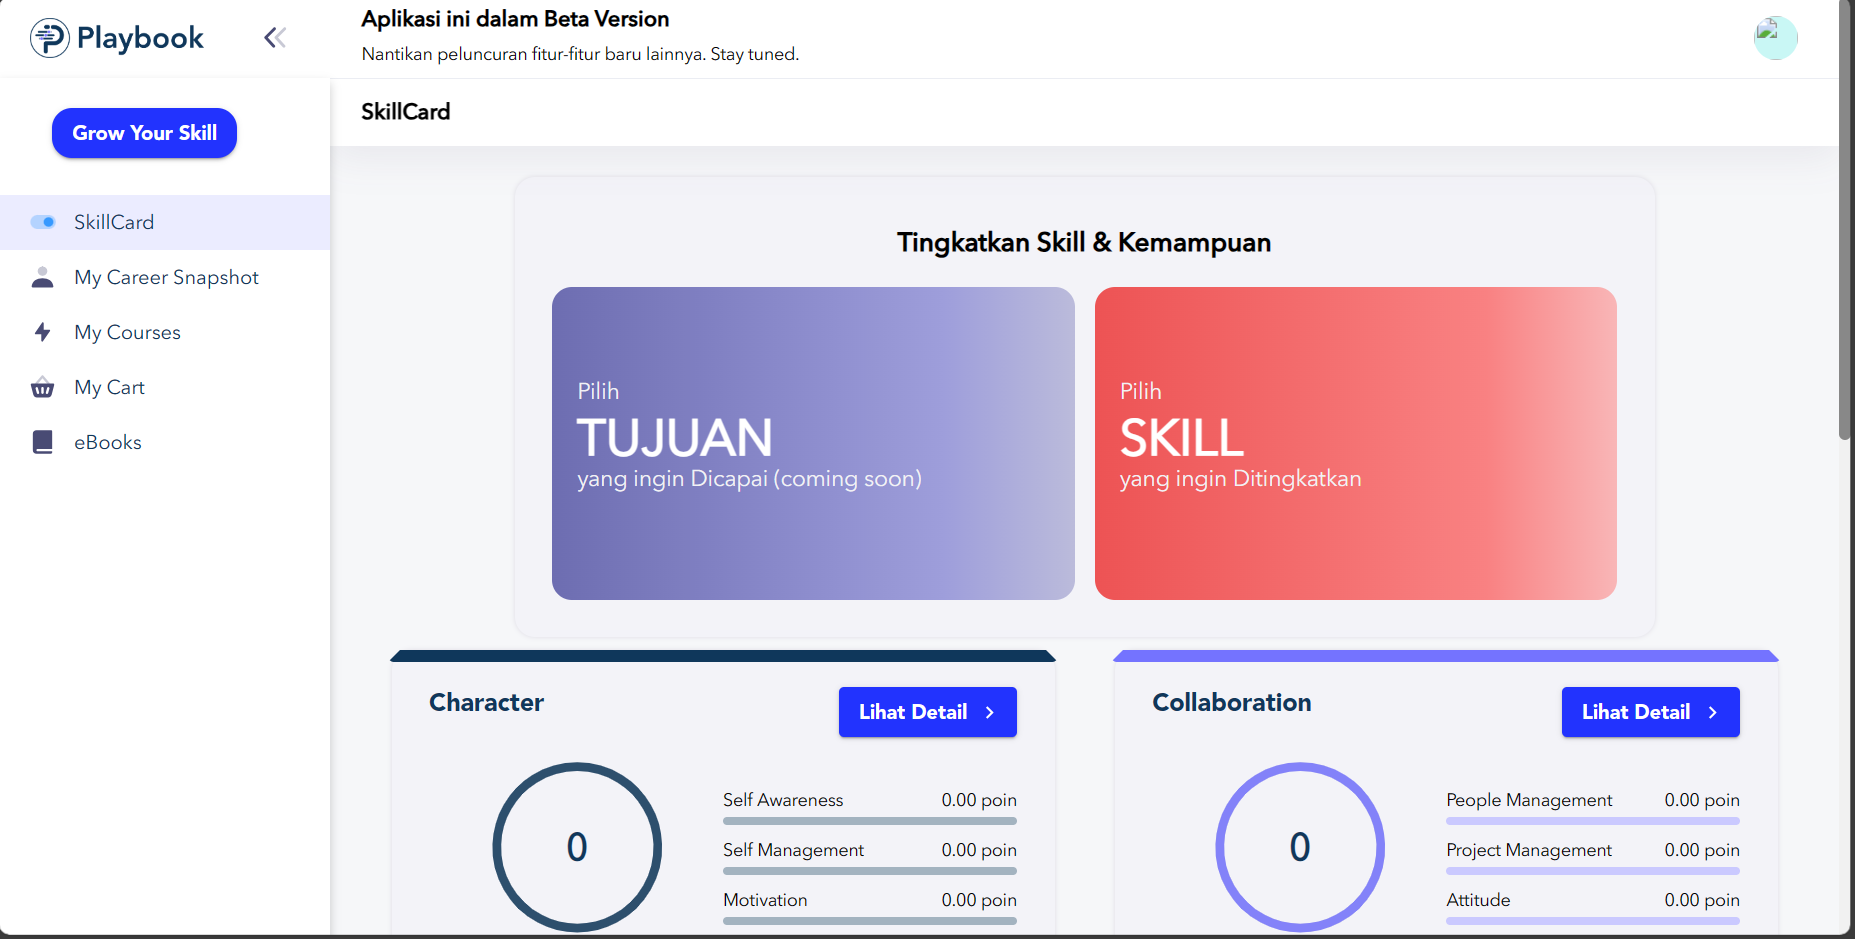 Playbook
Aplikasi ini dalam Beta Version
Nantikan peluncuran fitur-fitur baru lainnya. Stay tuned.
Grow Your Skill
SkillCard
My Career Snapshot
My Courses
My Cart
eBooks
SkillCard
Tingkatkan Skill & Kemampuan
Pilih
TUJUAN
yang ingin Dicapai (coming soon)
Pilih
SKILL
yang ingin Ditingkatkan
Character
Lihat Detail
0
Self Awareness 0.00 poin
Self Management 0.00 poin
Motivation 0.00 poin
Collaboration
Lihat Detail
0
People Management 0.00 poin
Project Management 0.00 poin
Attitude 0.00 poin